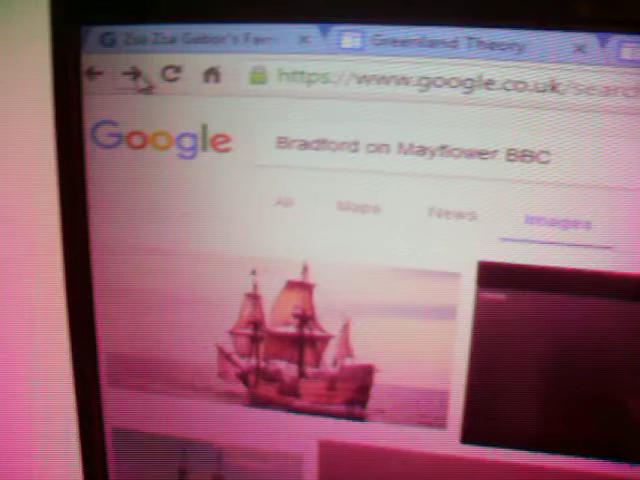 Zsa Zsa Gabor's Fam
Greenland Theory
https://www.google.co.uk/search
Google
Bradford on Mayflower BBC
All Maps News Images